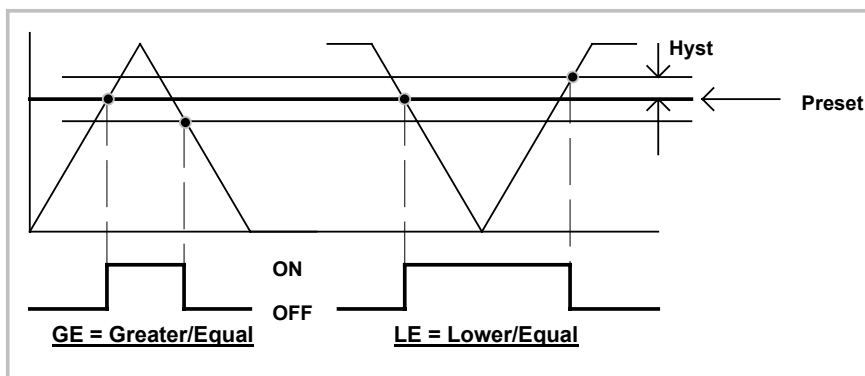 Hyst
Preset
ON
OFF
GE = Greater/Equal
LE = Lower/Equal